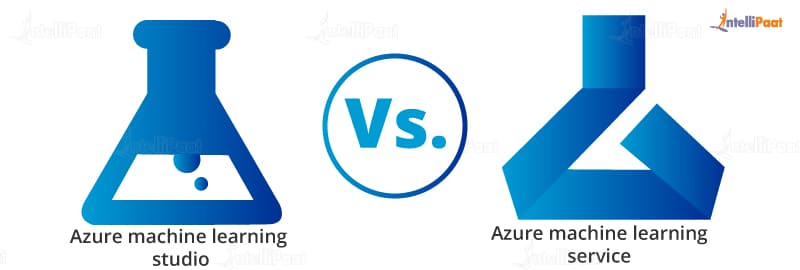 IntelliPaat
Vs.
Azure machine learning
studio
Azure machine learning
service